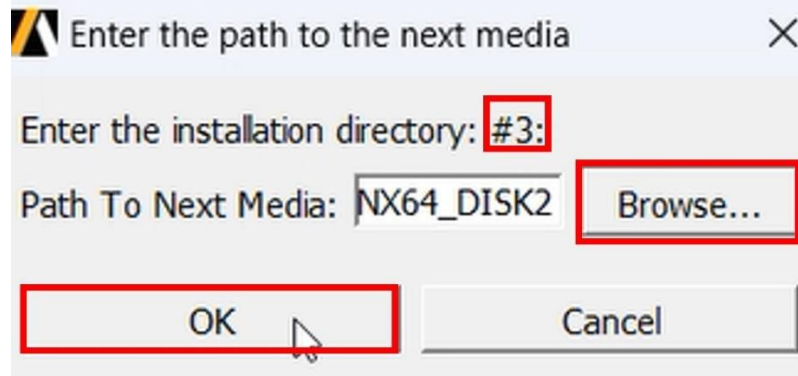 Enter the path to the next media
Enter the installation directory: #3:
Path To Next Media: NX64_DISK2 Browse...
OK Cancel